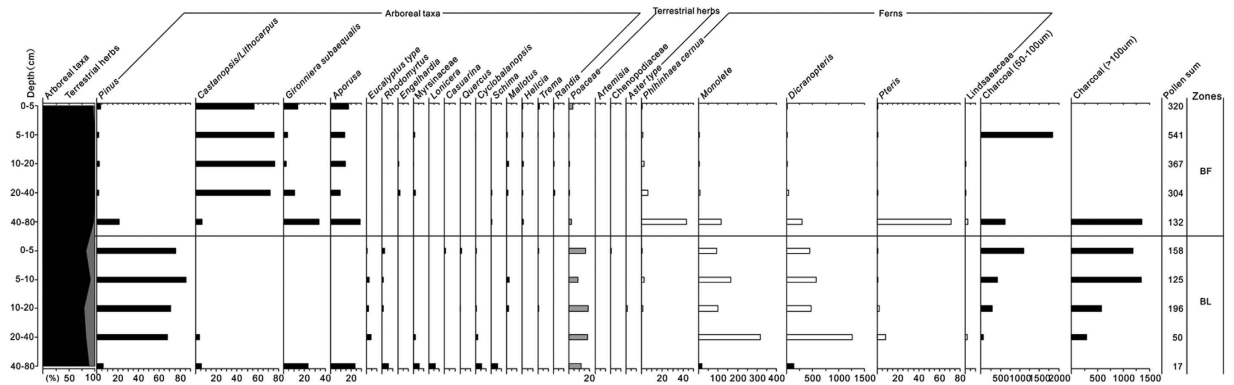 Arboreal taxa
Terrestrial herbs
Ferns
Depth(cm)
Arboreal taxa
Terrestrial herbs
Pinus
Castanopsis/Lithocarpus
Gironniera subaequalis
Aporusa
Eucalyptus type
Rhodomyrtus
Engelhardia
Myrsinaceae
Lonicera
Casuarina
Quercus
Cyclobalanopsis
Schima
Mallotus
Helicia
Trema
Randia
Poaceae
Artemisia
Chenopodiaceae
Aster type
Philhinhaea cernua
Monolete
Dicranopteris
Pteris
Lindsaeaceae
Charcoal (50-100um)
Charcoal (>100um)
Pollen sum
Zones
0-5 320
5-10 541
10-20 367
20-40 304
40-80 132
BF
0-5 158
5-10 125
10-20 196
20-40 50
40-80 17
BL
(%) 50 100 20 40 60 80 20 40 60 80 20 40 20 20 20 40 100 200 300 400 500 1000 1500 20 40 60 80 500 1000 1500 2000 500 1000 1500